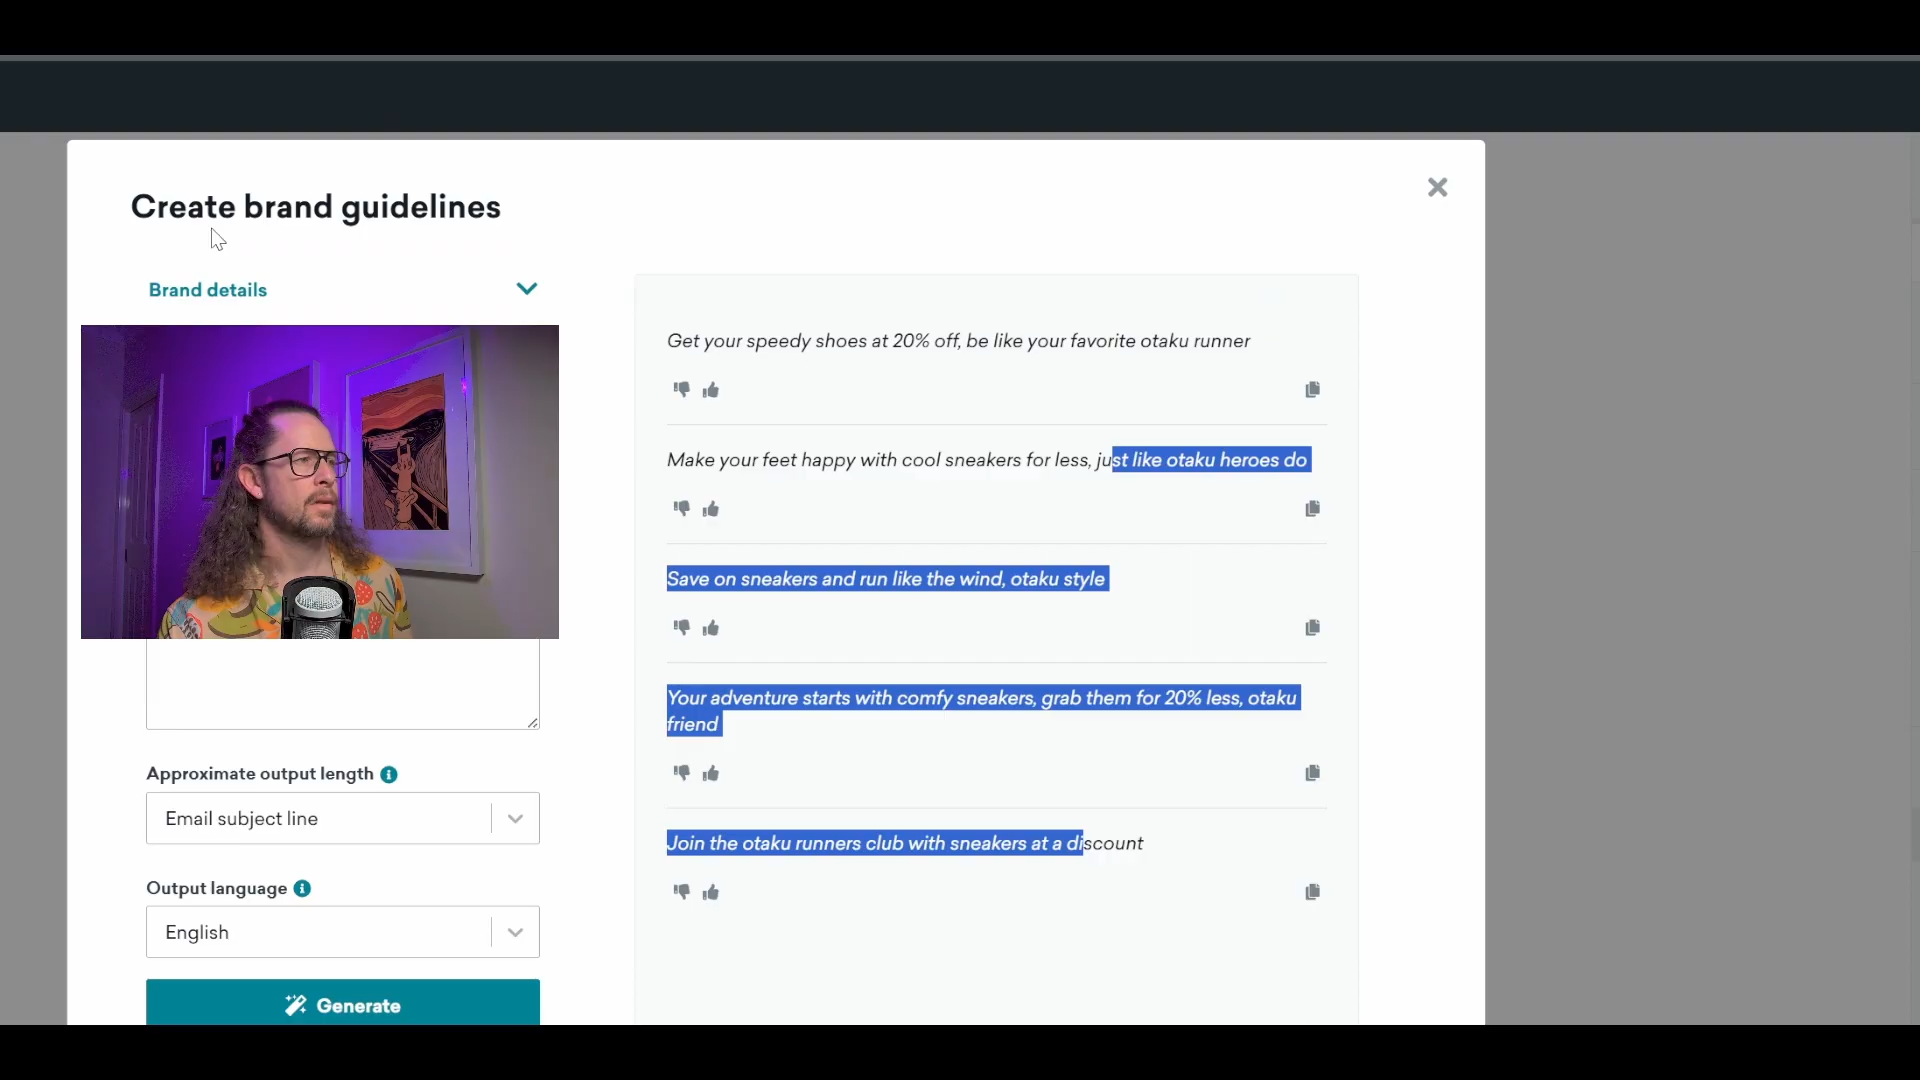 Create brand guidelines
Brand details
Get your speedy shoes at 20% off, be like your favorite otaku runner
Make your feet happy with cool sneakers for less, just like otaku heroes do
Save on sneakers and run like the wind, otaku style
Your adventure starts with comfy sneakers, grab them for 20% less, otaku
friend
Join the otaku runners club with sneakers at a discount
Approximate output length
Email subject line
Output language
English
Generate